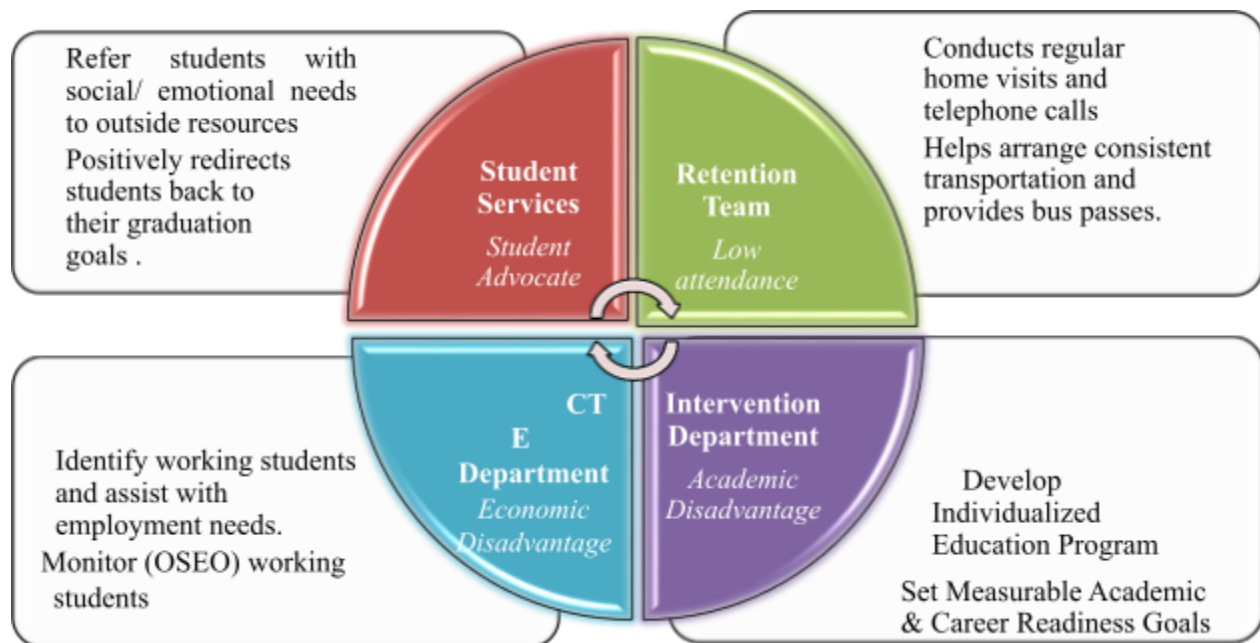 Refer students with
social/ emotional needs
to outside resources
Positively redirects
students back to
their graduation
goals .
Student
Services
Student
Advocate
Retention
Team
Low
attendance
Conducts regular
home visits and
telephone calls
Helps arrange consistent
transportation and
provides bus passes.
Identify working students
and assist with
employment needs.
Monitor (OSEO) working
students
CT
E
Department
Economic
Disadvantage
Intervention
Department
Academic
Disadvantage
Develop
Individualized
Education Program
Set Measurable Academic
& Career Readiness Goals